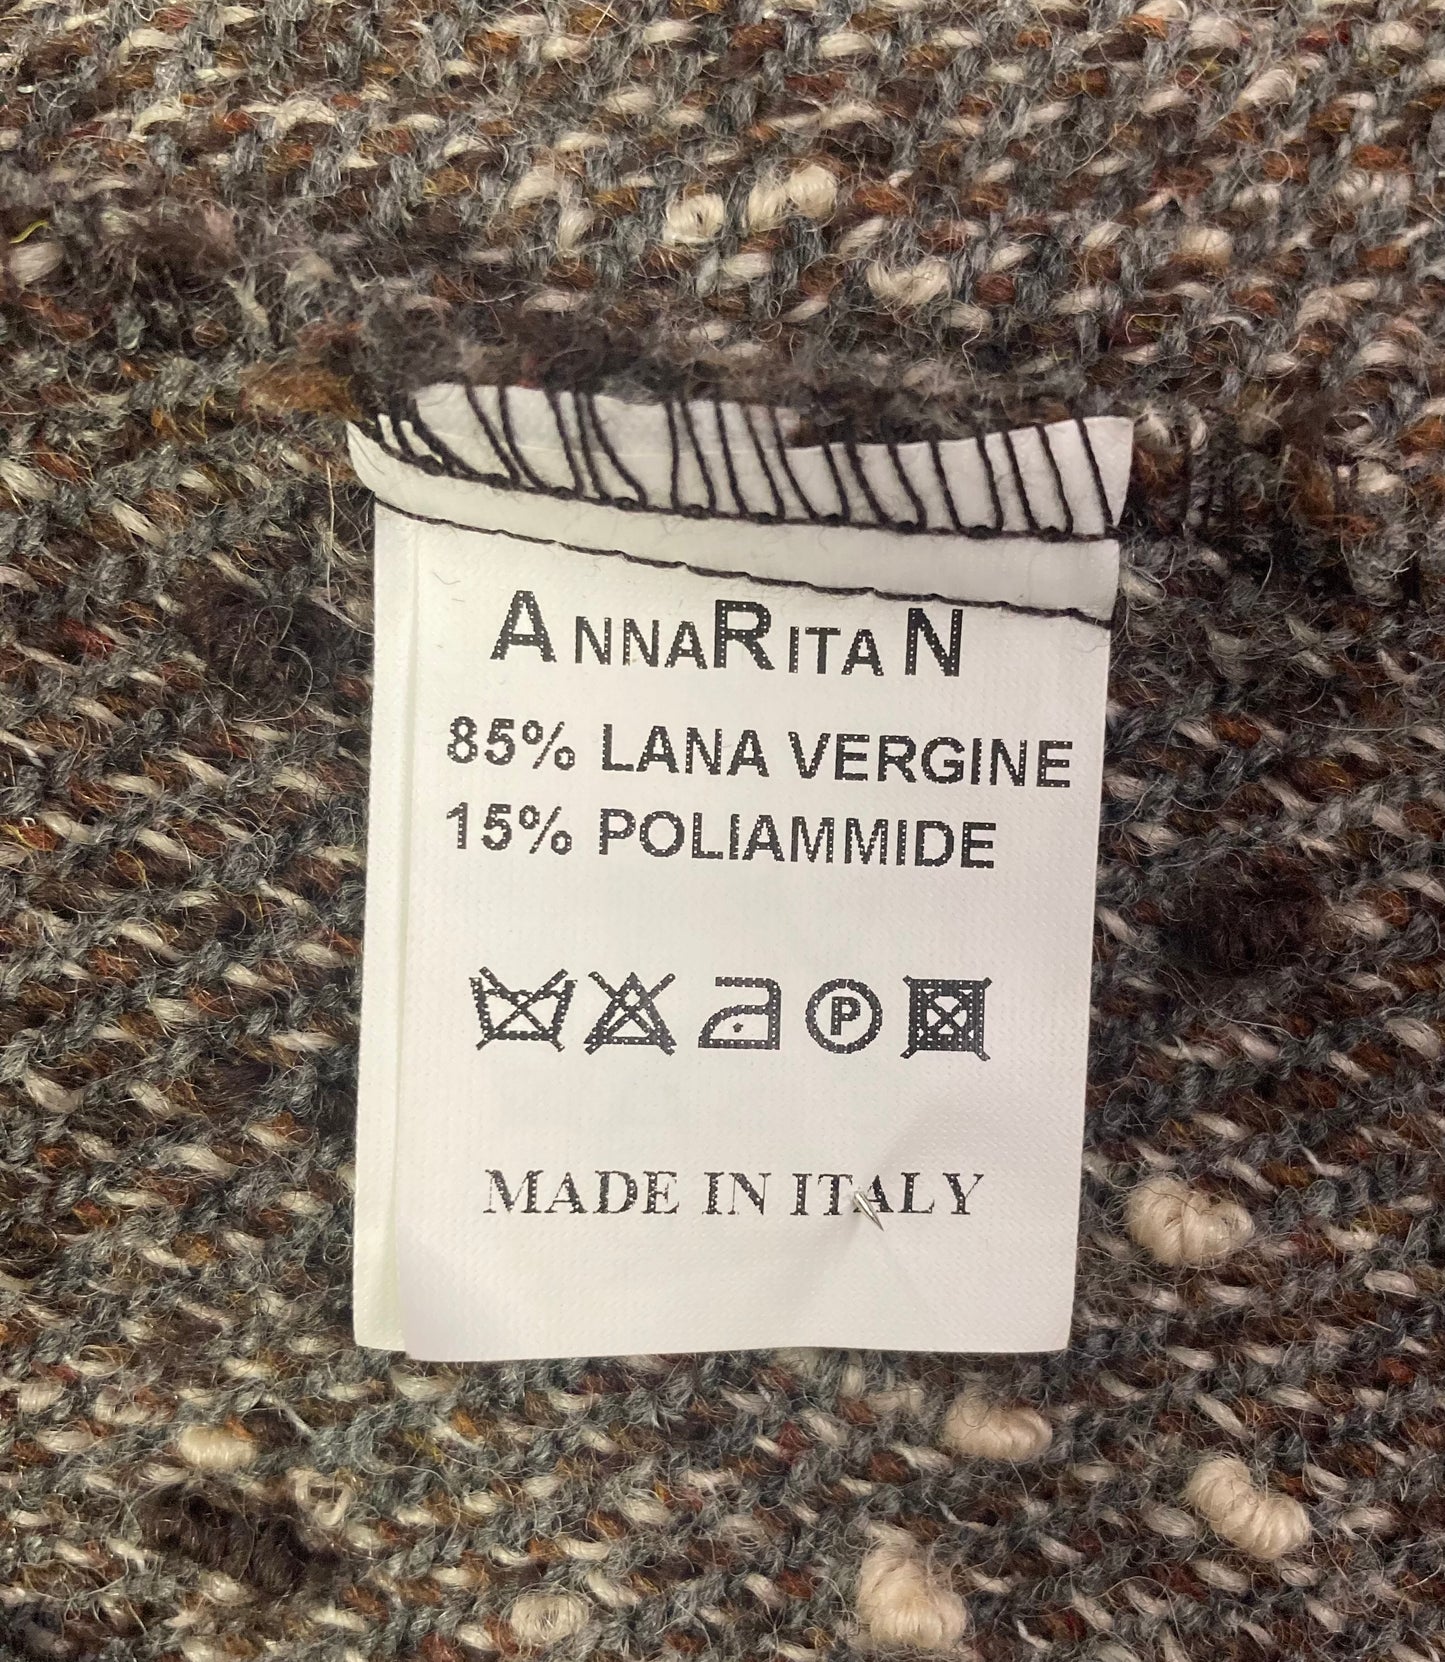 ANNARITA N
85% LANA VERGINE
15% POLIAMMIDE
P
MADE IN ITALY